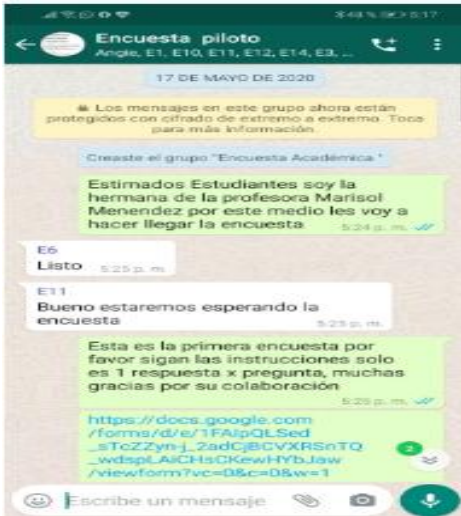 5:17
Encuesta piloto
Angie, E1, E10, E11, E12, E14, E3, ...
17 DE MAYO DE 2020
Los mensajes en este grupo ahora están
protegidos con cifrado de extremo a extremo. Toca
para más información.
Creaste el grupo "Encuesta Académica "
Estimados Estudiantes soy la
hermana de la profesora Marisol
Menendez por este medio les voy a
hacer llegar la encuesta
5:24 p. m.
E6
Listo
5:25 p. m.
E11
Bueno estaremos esperando la
encuesta
5:25 p. m.
Esta es la primera encuesta por
favor sigan las instrucciones solo
es 1 respuesta x pregunta, muchas
gracias por su colaboración
5:25 p. m.
https://docs.google.com
/forms/d/e/1FAIpQLSed
/viewform?vc=0&c=0&w=1
2
Escribe un mensaje